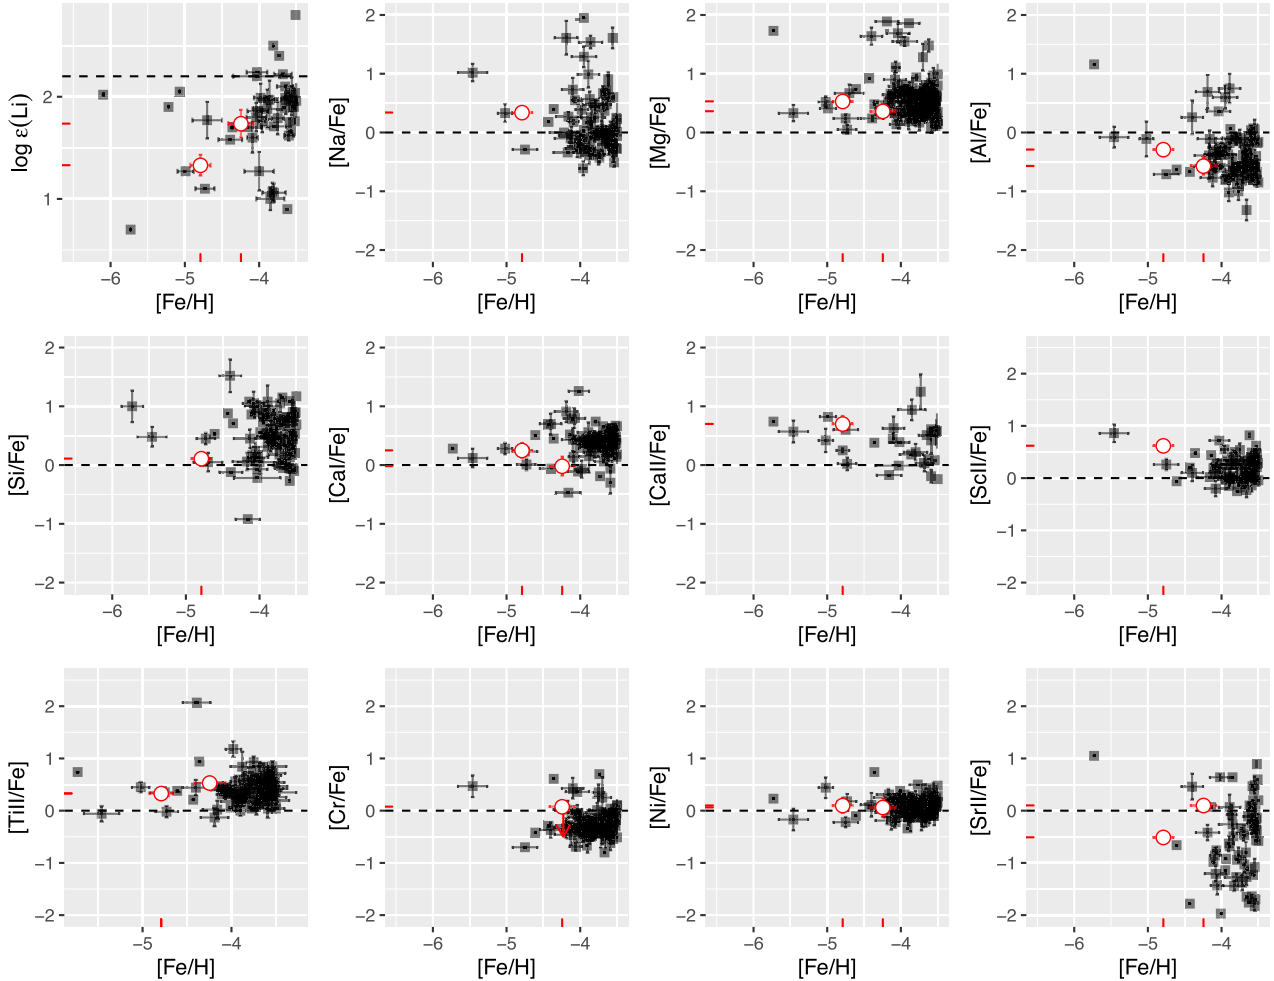 log ε(Li)
2
1
−6 −5 −4
[Fe/H]
[Na/Fe]
2
1
0
−1
−2
−6 −5 −4
[Fe/H]
[Mg/Fe]
2
1
0
−1
−2
−6 −5 −4
[Fe/H]
[Al/Fe]
2
1
0
−1
−2
−6 −5 −4
[Fe/H]
[Si/Fe]
2
1
0
−1
−2
−6 −5 −4
[Fe/H]
[CaI/Fe]
2
1
0
−1
−2
−6 −5 −4
[Fe/H]
[CaII/Fe]
2
1
0
−1
−2
−6 −5 −4
[Fe/H]
[ScII/Fe]
2
1
0
−1
−2
−6 −5 −4
[Fe/H]
[TiII/Fe]
2
1
0
−1
−2
−5 −4
[Fe/H]
[Cr/Fe]
2
1
0
−1
−2
−6 −5 −4
[Fe/H]
[Ni/Fe]
2
1
0
−1
−2
−6 −5 −4
[Fe/H]
[SrII/Fe]
2
1
0
−1
−2
−6 −5 −4
[Fe/H]